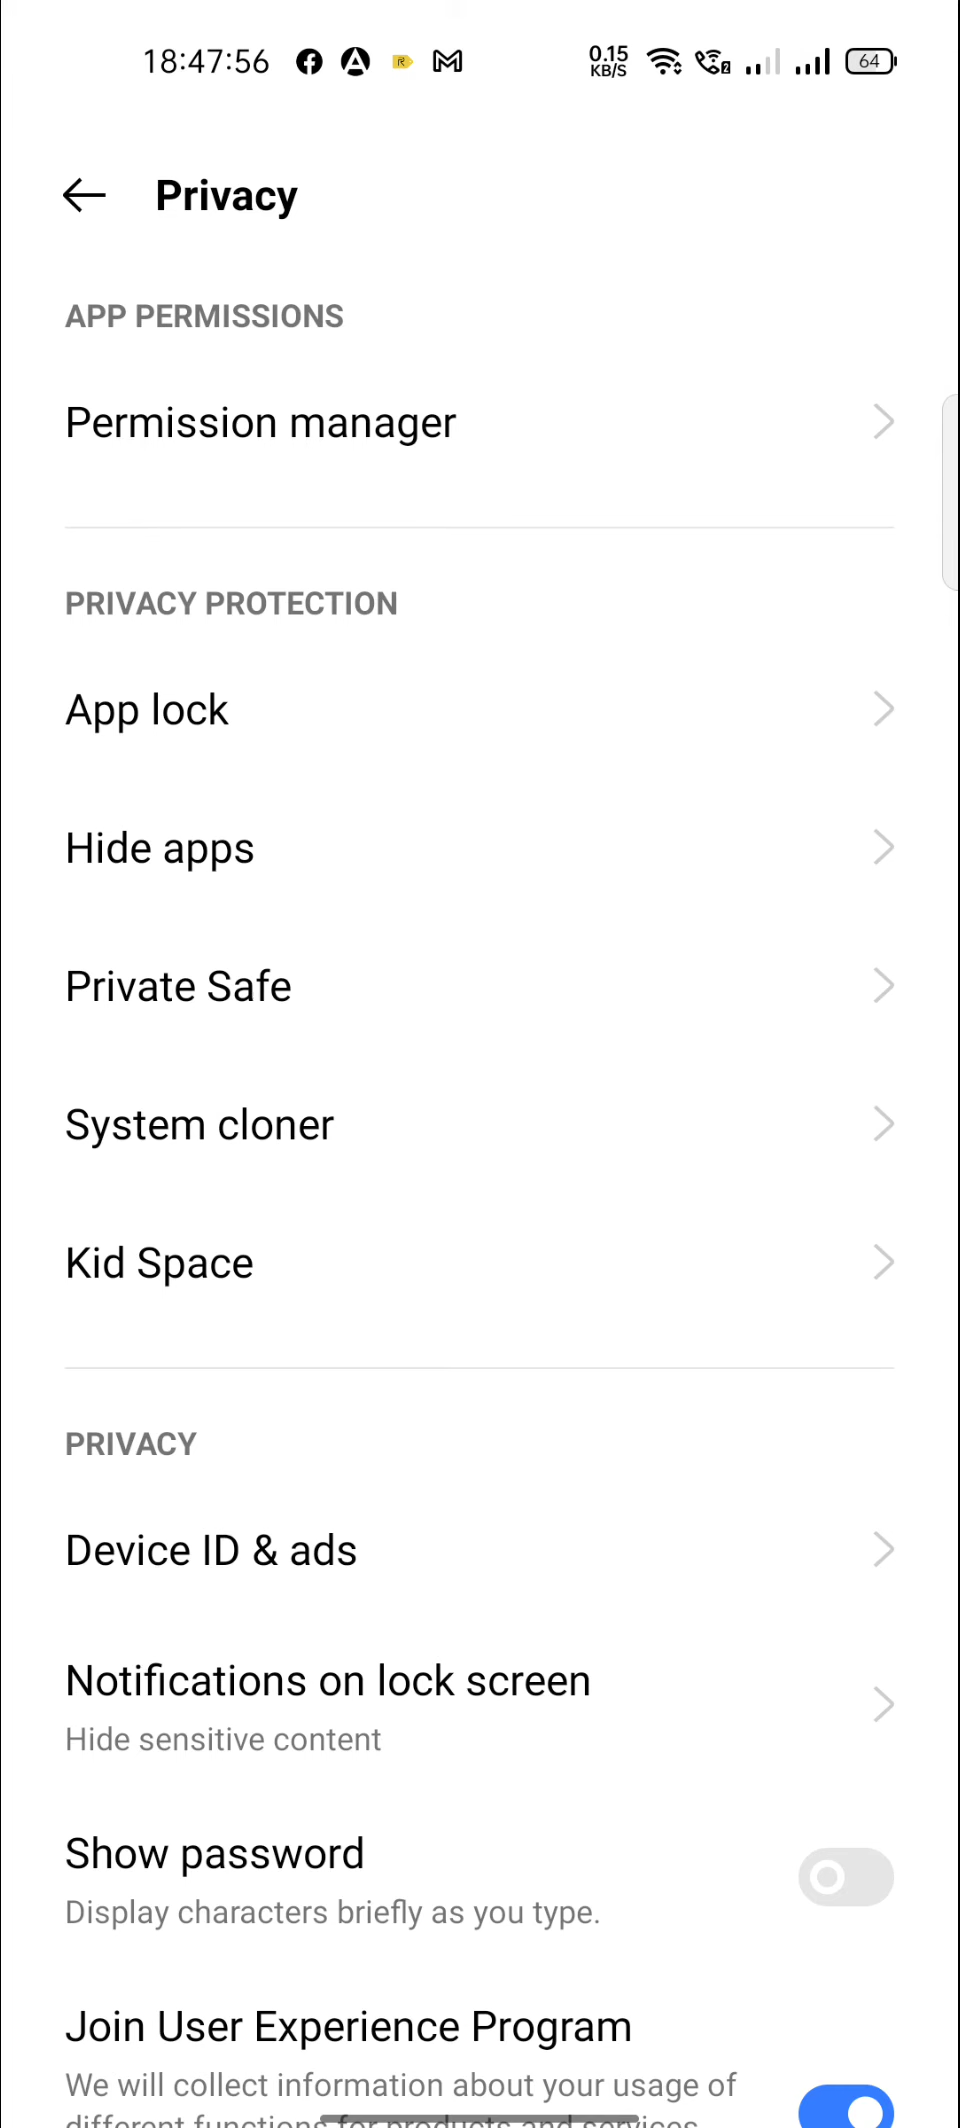 18:47:56
0.15
KB/S
2
64
Privacy
APP PERMISSIONS
Permission manager
PRIVACY PROTECTION
App lock
Hide apps
Private Safe
System cloner
Kid Space
PRIVACY
Device ID & ads
Notifications on lock screen
Hide sensitive content
Show password
Display characters briefly as you type.
Join User Experience Program
We will collect information about your usage of
different functions for products and services